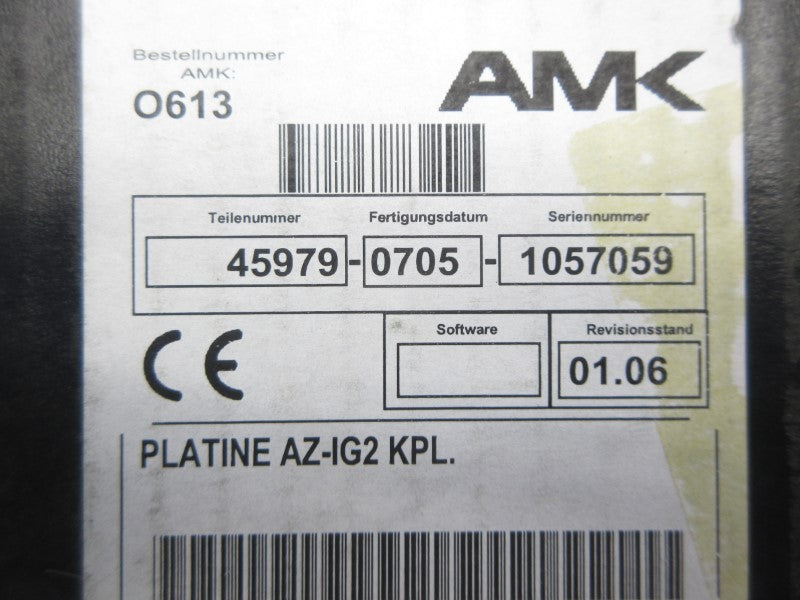 Bestellnummer
AMK:
O613
AMK
Teilenummer Fertigungsdatum Seriennummer
45979-0705-1057059
CE
Software Revisionsstand
01.06
PLATINE AZ-IG2 KPL.